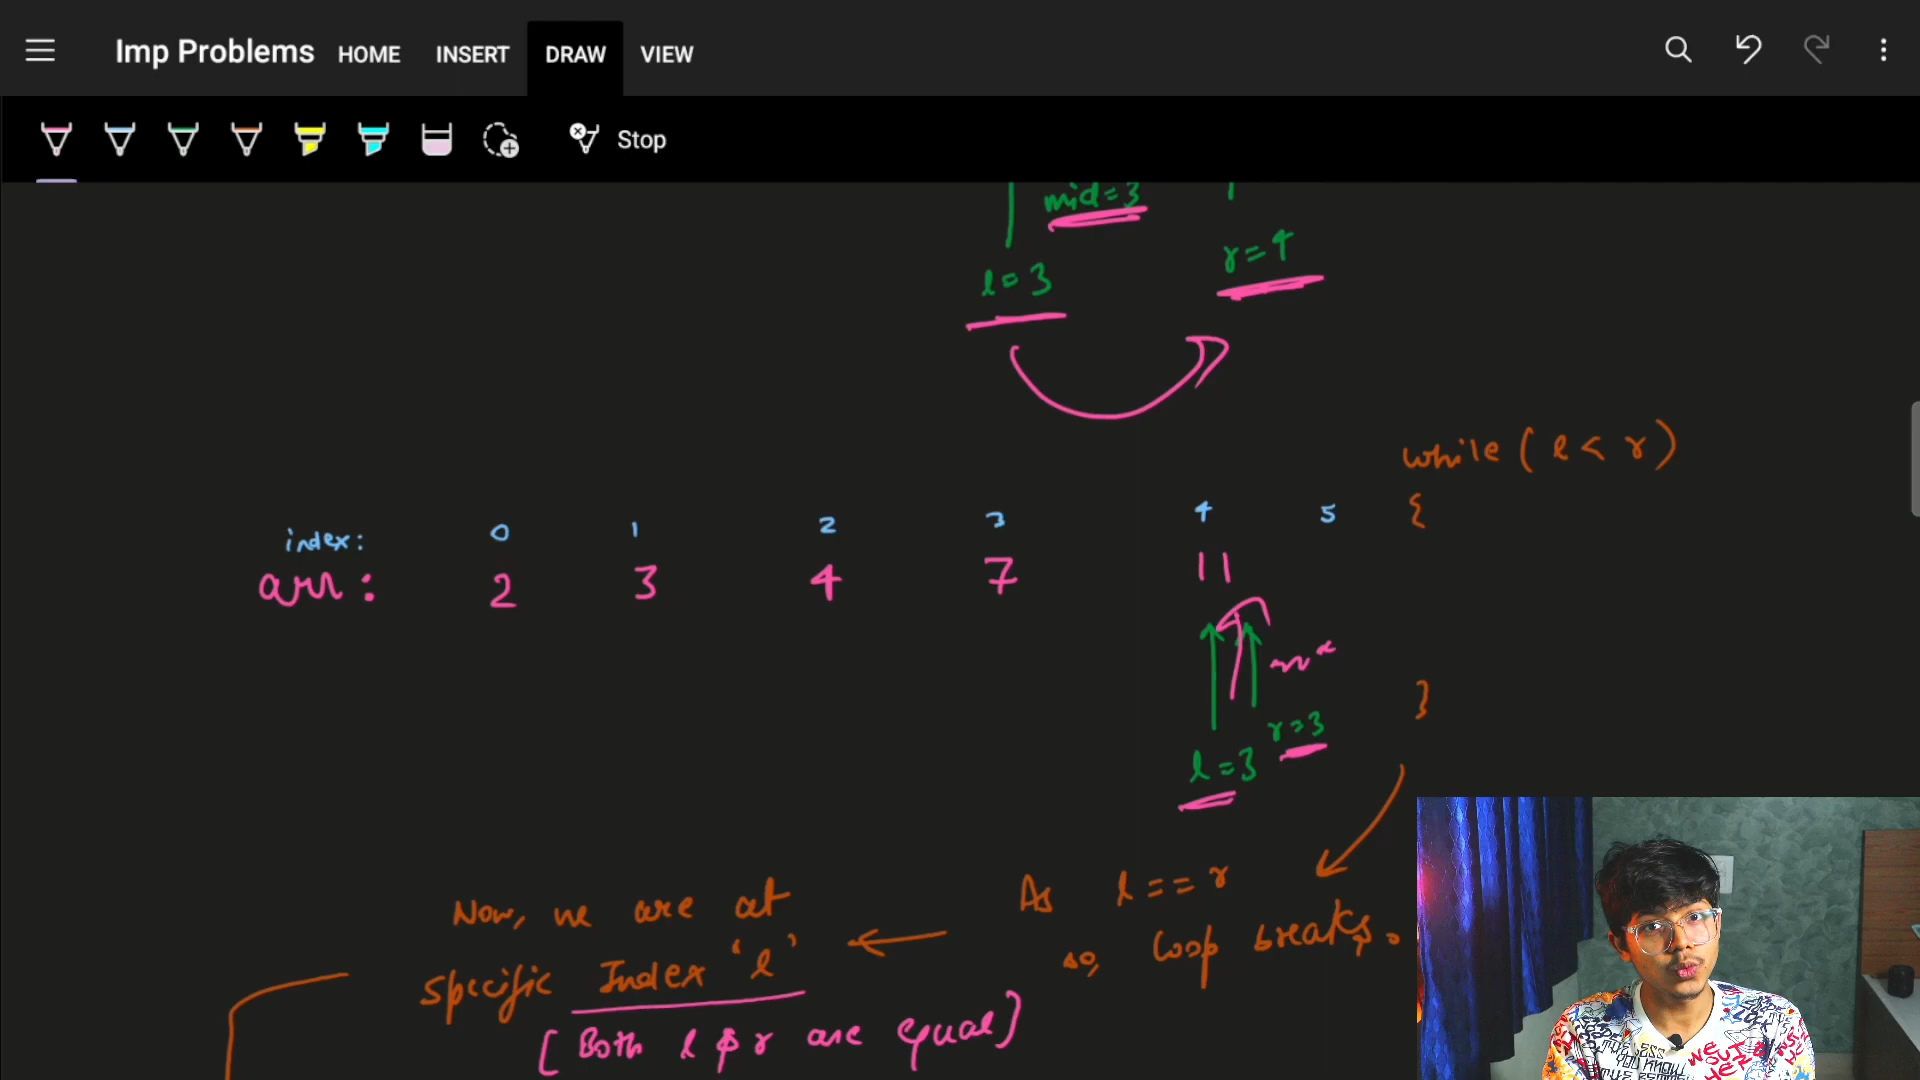 Imp Problems HOME INSERT DRAW VIEW
Stop
mid=3
l=3
r=4
while (l < r)
{
index: 0 1 2 3 4 5
arr: 2 3 4 7 11
r=3
l=3
}
As l==r
so, loop breaks.
Now, we are at
specific Index 'l'
[Both l & r are equal]